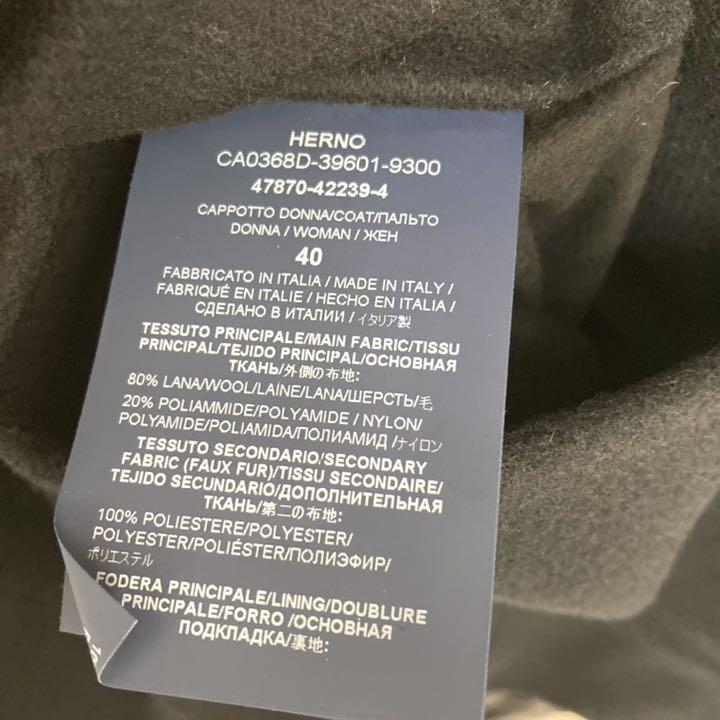 HERNO
CA0368D-39601-9300
47870-42239-4
CAPPOTTO DONNA/COAT/ПАЛЬТО
DONNA / WOMAN / ЖЕН
40
FABBRICATO IN ITALIA / MADE IN ITALY /
FABRIQUÉ EN ITALIE / HECHO EN ITALIA /
СДЕЛАНО В ИТАЛИИ / イタリア製
TESSUTO PRINCIPALE/MAIN FABRIC/TISSU
PRINCIPAL/TEJIDO PRINCIPAL/ОСНОВНАЯ
ТКАНЬ/外側の布地:
80% LANA/WOOL/LAINE/LANA/ШЕРСТЬ/毛
20% POLIAMMIDE/POLYAMIDE / NYLON/
POLYAMIDE/POLIAMIDA/ПОЛИАМИД /ナイロン
TESSUTO SECONDARIO/SECONDARY
FABRIC (FAUX FUR)/TISSU SECONDAIRE/
TEJIDO SECUNDARIO/ДОПОЛНИТЕЛЬНАЯ
ТКАНЬ/第二の布地:
100% POLIESTERE/POLYESTER/
POLYESTER/POLIÉSTER/ПОЛИЭФИР/
ポリエステル
FODERA PRINCIPALE/LINING/DOUBLURE
PRINCIPALE/FORRO /ОСНОВНАЯ
ПОДКЛАДКА/裏地: